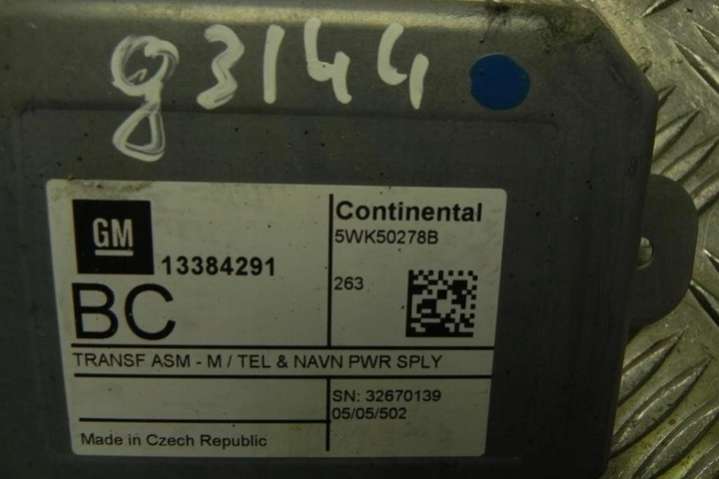 g3144
GM
13384291
BC
Continental
5WK50278B
263
TRANSF ASM - M / TEL & NAVN PWR SPLY
SN: 32670139
05/05/502
Made in Czech Republic